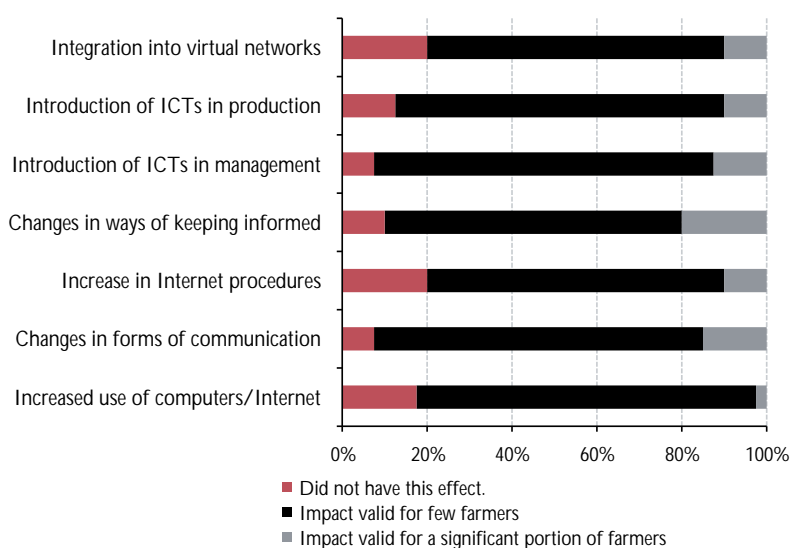 Integration into virtual networks
Introduction of ICTs in production
Introduction of ICTs in management
Changes in ways of keeping informed
Increase in Internet procedures
Changes in forms of communication
Increased use of computers/Internet
0% 20% 40% 60% 80% 100%
Did not have this effect.
Impact valid for few farmers
Impact valid for a significant portion of farmers